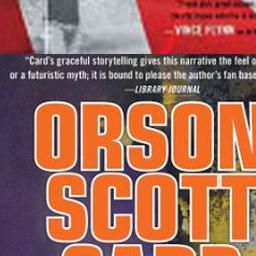 —VINCE FLYNN
"Card's graceful storytelling gives this narrative the feel o
or a futuristic myth; it is bound to please the author's fan base
—LIBRARY JOURNAL
ORSON
SCOTT
CARD